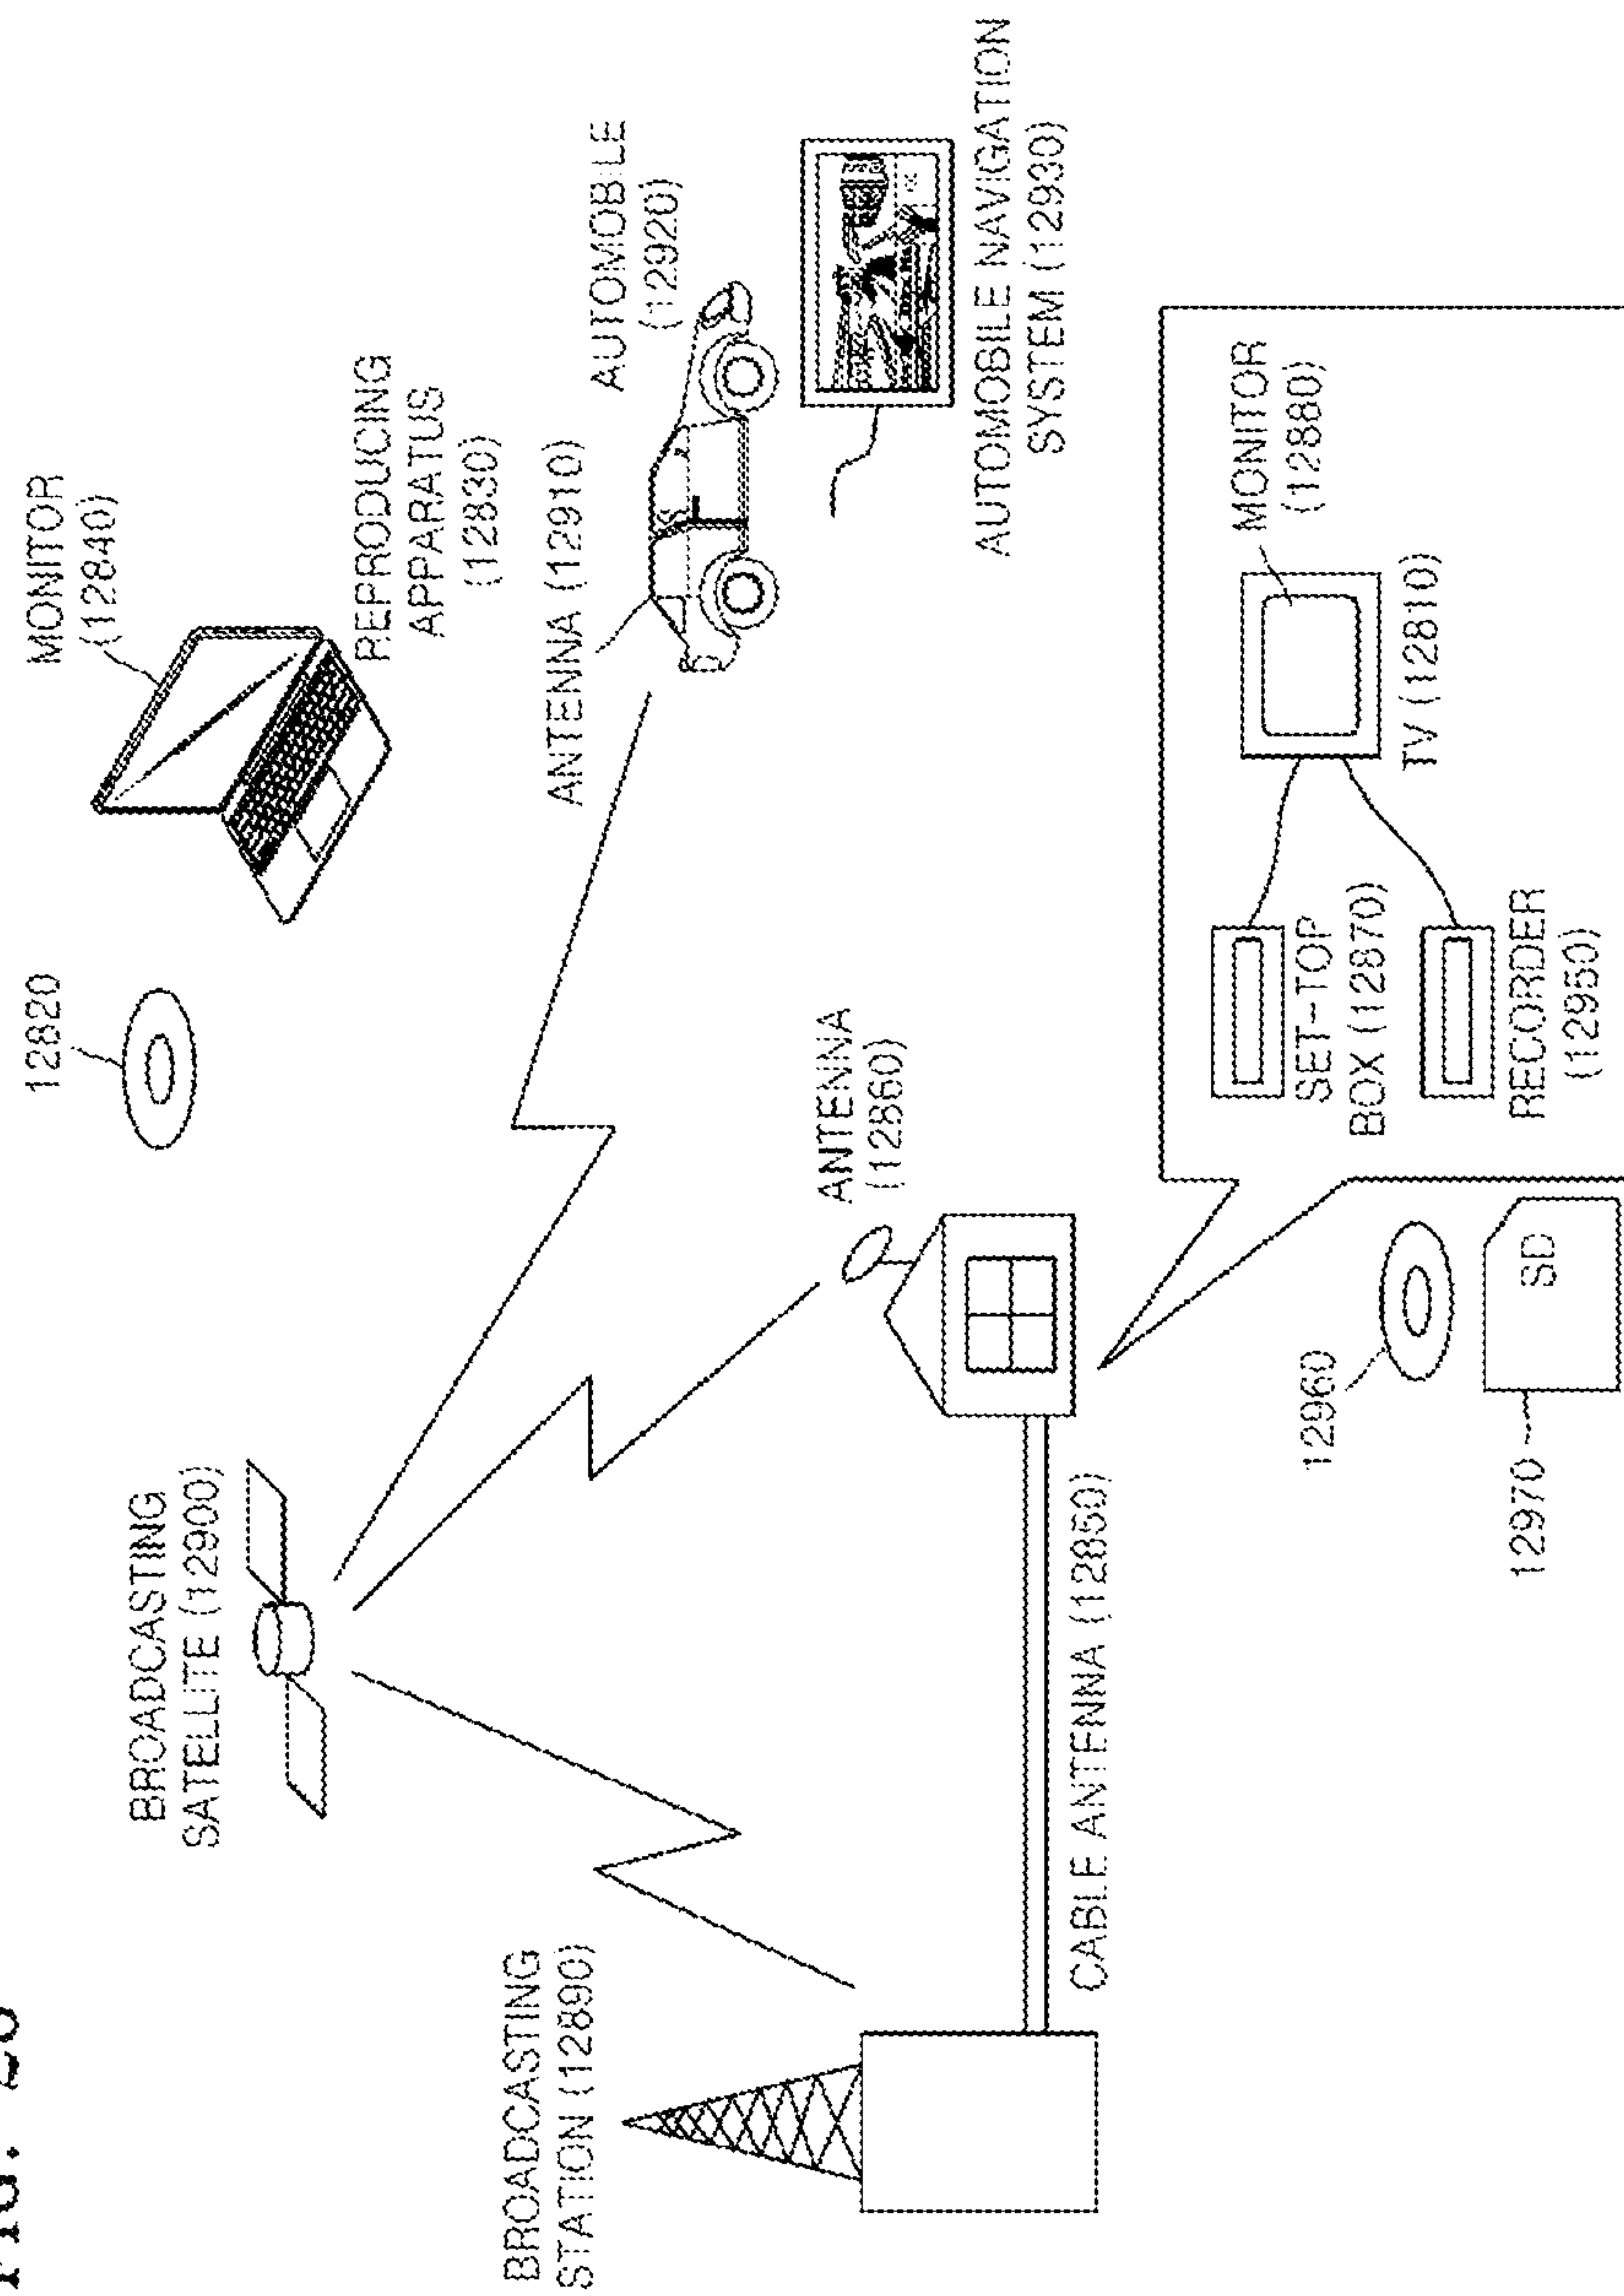 BROADCASTING
SATELLITE (12900)
12820
MONITOR
(12840)
REPRODUCING
APPARATUS
(12830)
BROADCASTING
STATION (12890)
ANTENNA (12910)
AUTOMOBILE
(12920)
ANTENNA
(12860)
AUTOMOBILE NAVIGATION
SYSTEM (12930)
CABLE ANTENNA (12850)
MONITOR
(12880)
TV (12810)
SET-TOP
BOX (12870)
RECORDER
(12950)
12960
SD
12970